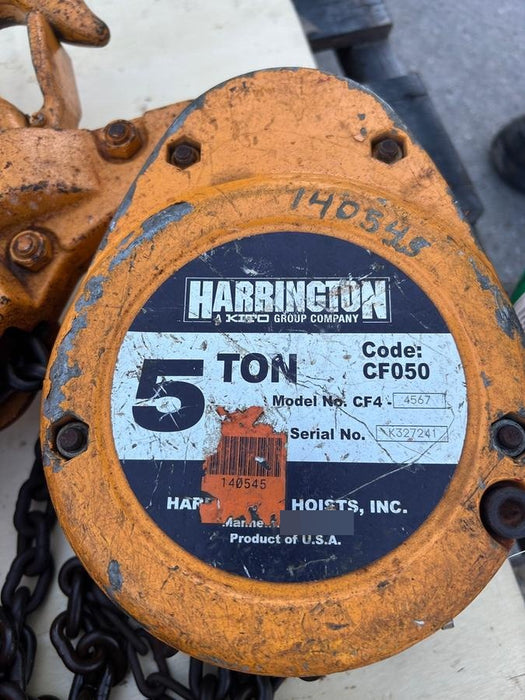 140545
HARRINGTON
A KITO GROUP COMPANY
5 TON
Code:
CF050
Model No. CF4 - 4567
Serial No. K327241
140545
HOISTS, INC.
Product of U.S.A.